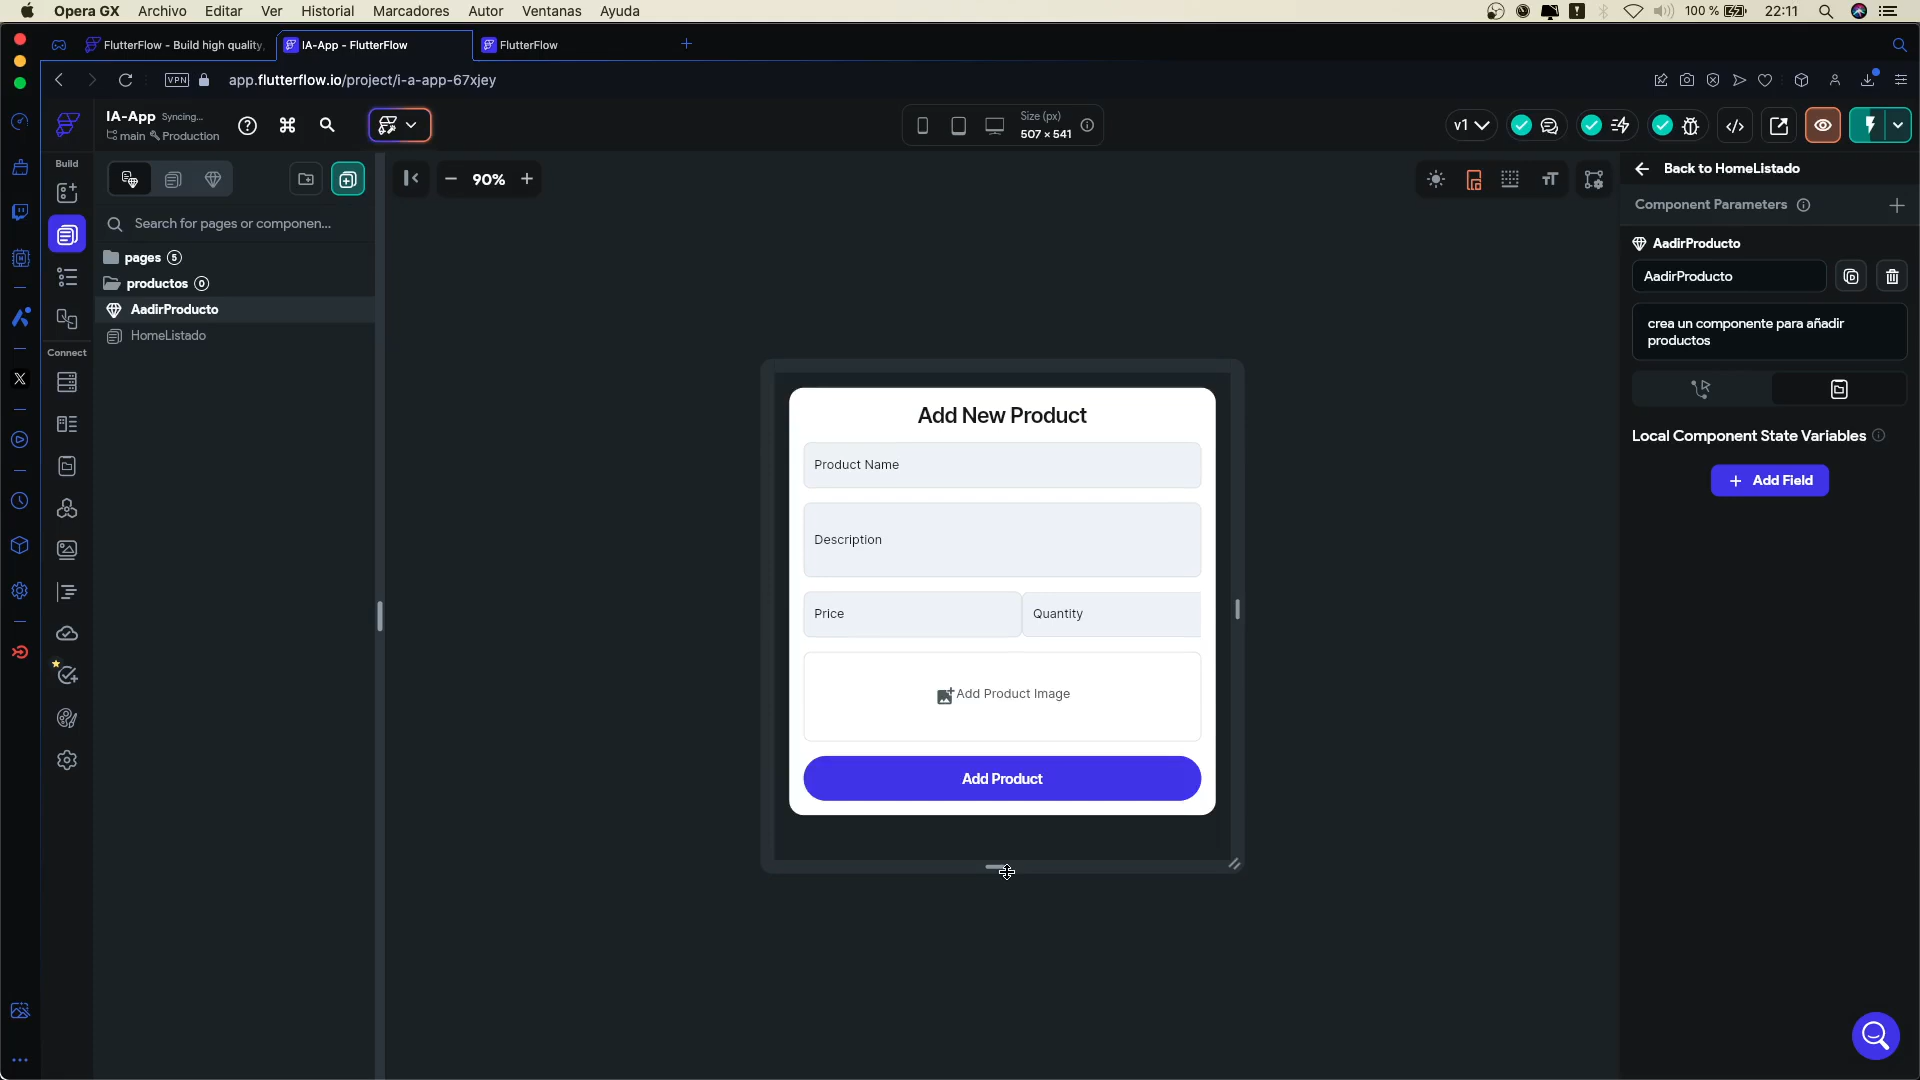 Opera GX Archivo Editar Ver Historial Marcadores Autor Ventanas Ayuda 100 % 22:11
FlutterFlow - Build high quality, IA-App - FlutterFlow FlutterFlow
VPN app.flutterflow.io/project/i-a-app-67xjey
IA-App Syncing...
main Production
Size (px)
507 × 541
v1
Build
90%
Back to HomeListado
Search for pages or componen...
Component Parameters
pages 5
productos 0
AadirProducto
HomeListado
Connect
AadirProducto
AadirProducto
crea un componente para añadir
productos
Local Component State Variables
Add Field
Add New Product
Product Name
Description
Price Quantity
Add Product Image
Add Product